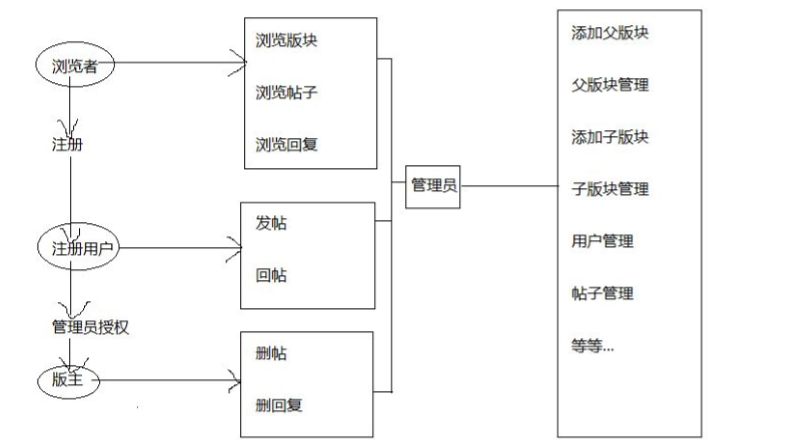 浏览者
注册
注册用户
管理员授权
版主
浏览版块
浏览帖子
浏览回复
发帖
回帖
删帖
删回复
管理员
添加父版块
父版块管理
添加子版块
子版块管理
用户管理
帖子管理
等等...